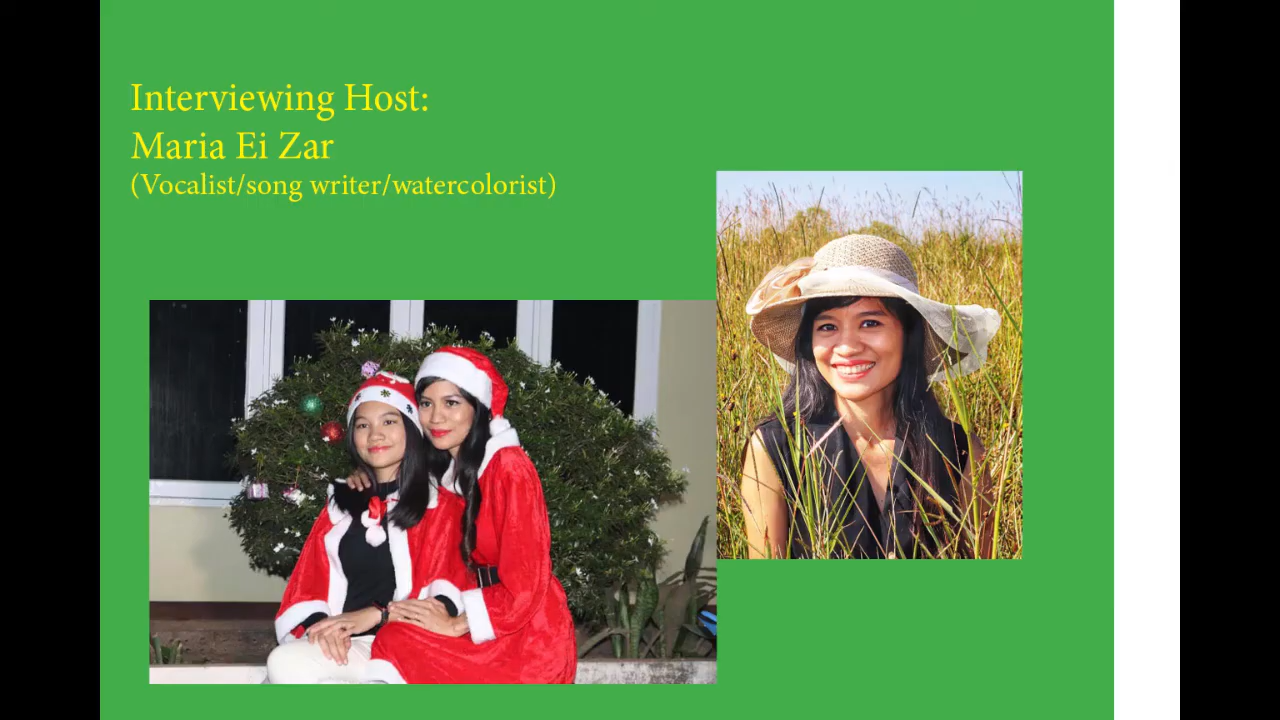 Interviewing Host:
Maria Ei Zar
(Vocalist/song writer/watercolorist)